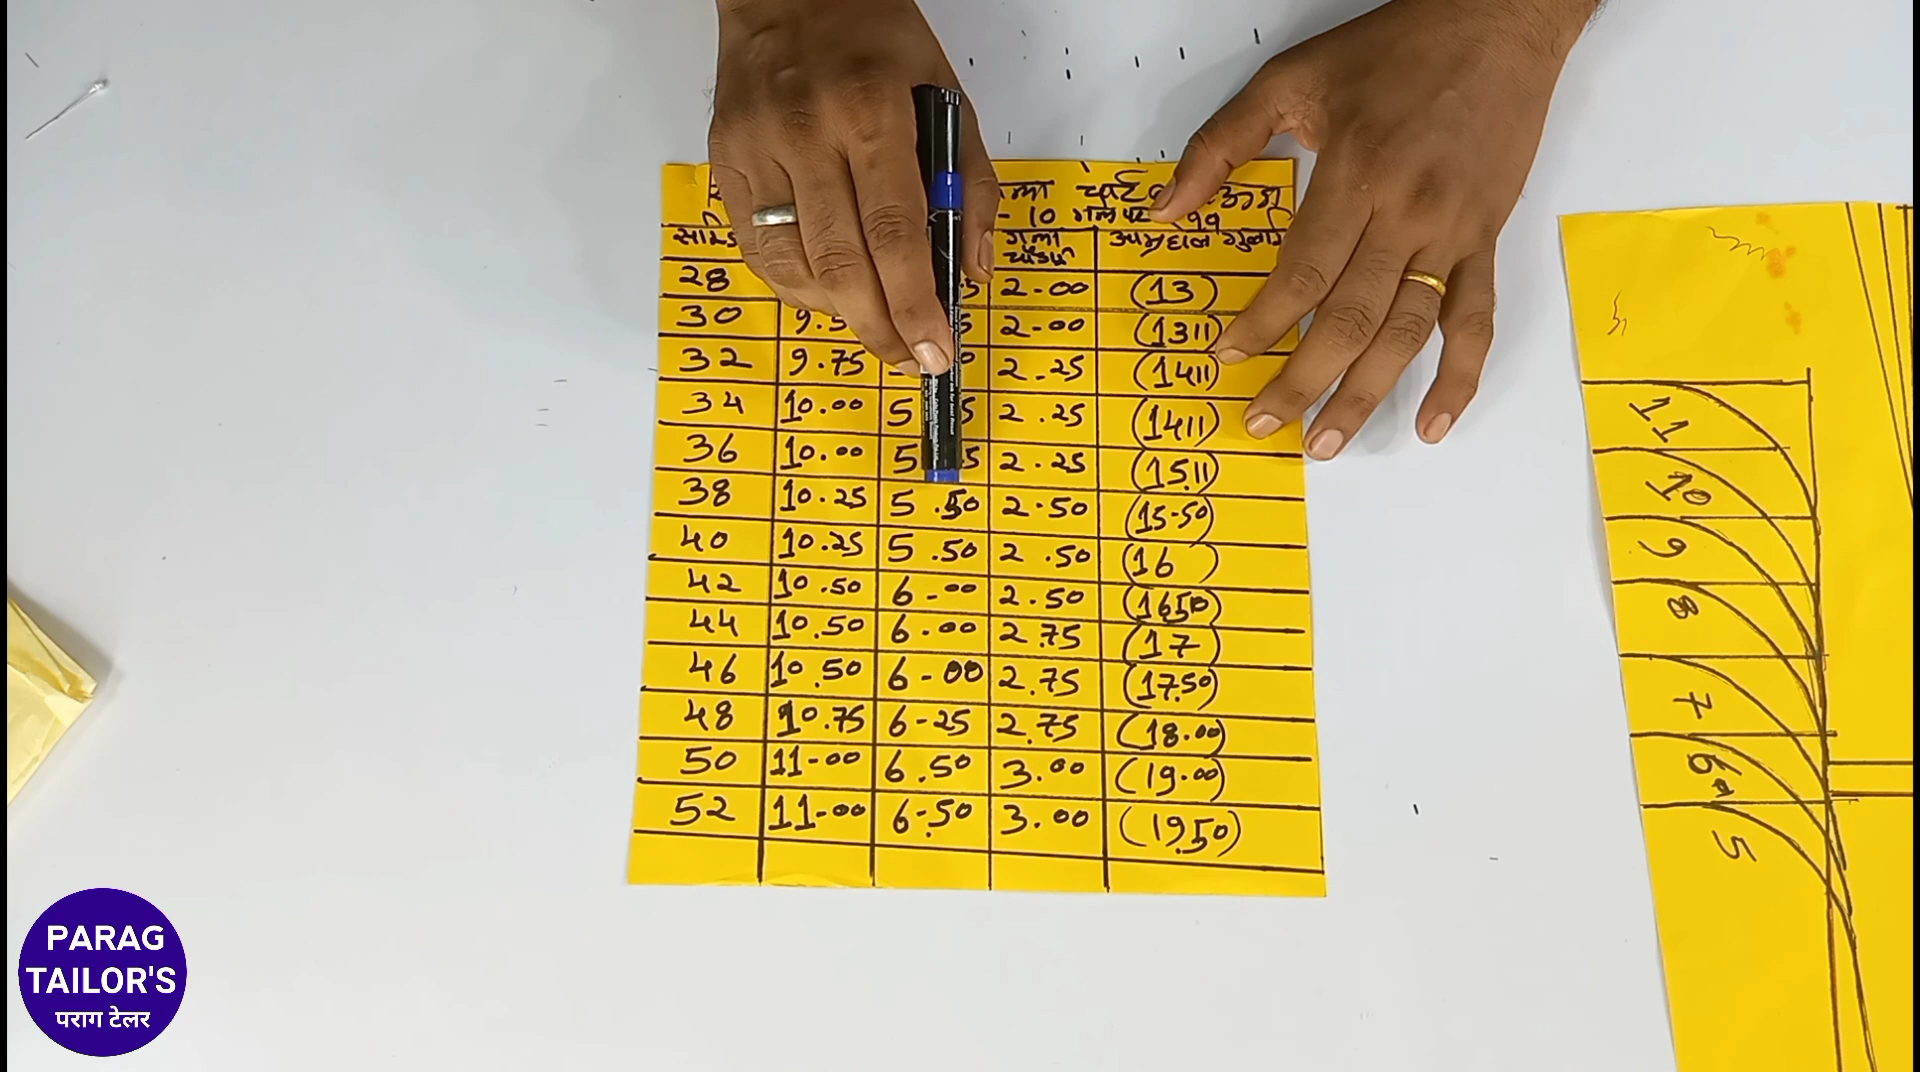 चार्ट
- 10
साईज गला चौडाई
28 2-00 (13)
30 9.5 2-00 (13॥)
32 9.75 2-25 (14॥)
34 10.00 5 5 2.25 (14॥)
36 10.00 5 5 2.25 (15॥)
38 10.25 5.50 2.50 (15-50)
40 10.25 5.50 2.50 (16 )
42 10.50 6-00 2.50 (16.50)
44 10.50 6.00 2.75 (17)
46 10.50 6-00 2.75 (17.50)
48 10.75 6-25 2.75 (18.00)
50 11-00 6.50 3.00 (19.00)
52 11-00 6-.50 3.00 (19.50)
11
10
9
8
7
6
5
PARAG
TAILOR'S
पराग टेलर